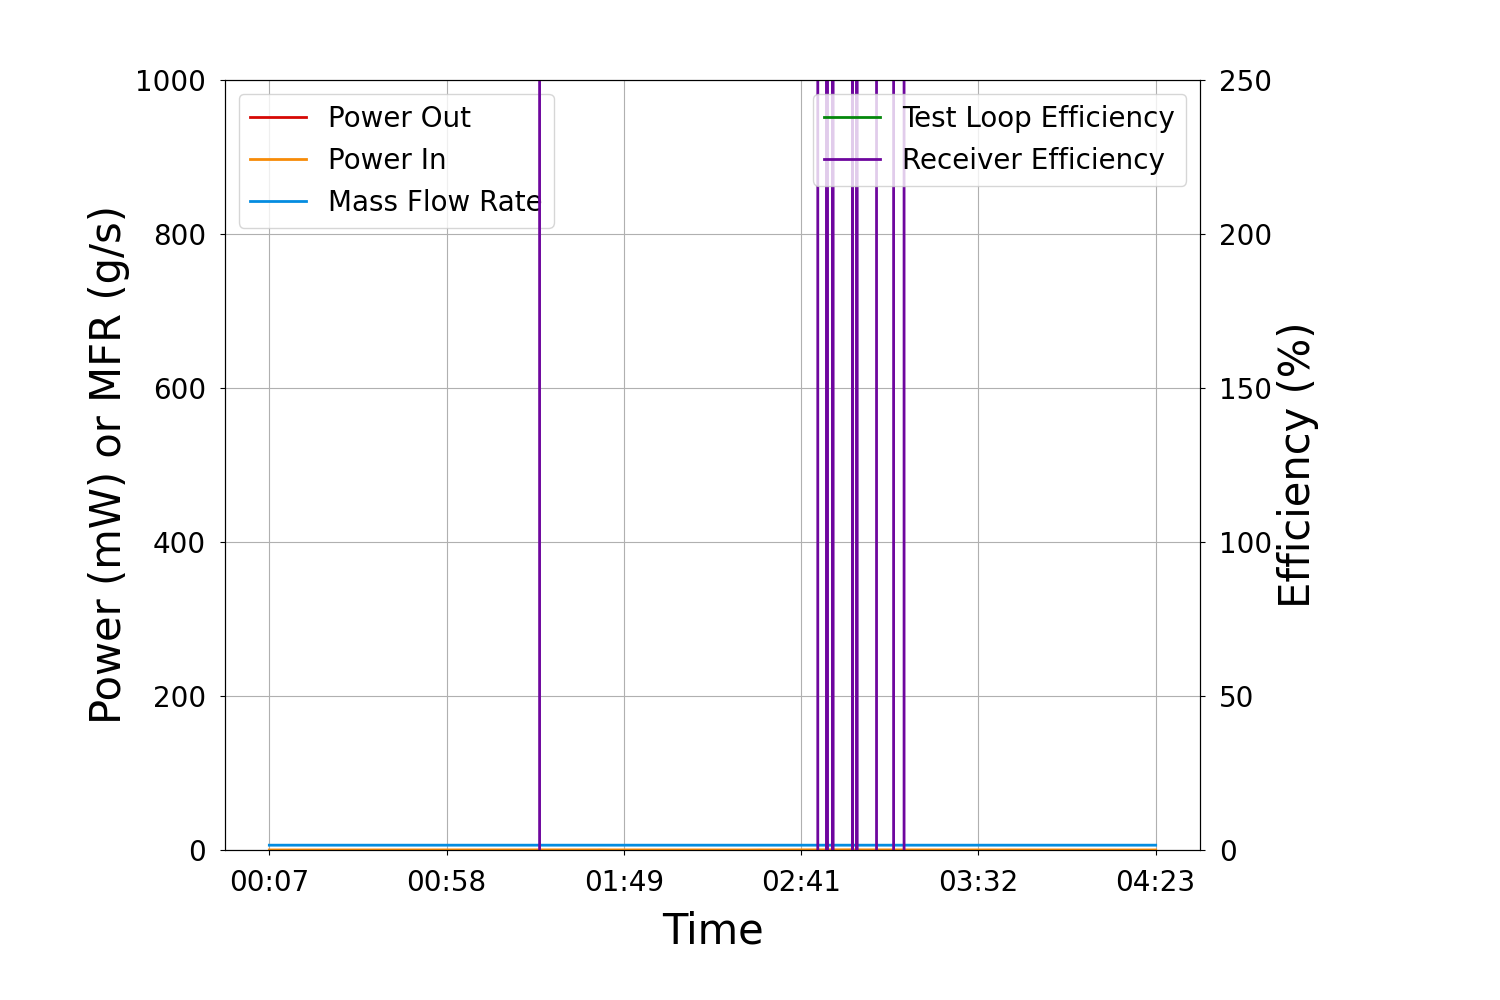 1000
800
600
400
200
0
Power (mW) or MFR (g/s)
Power Out
Power In
Mass Flow Rate
Test Loop Efficiency
Receiver Efficiency
250
200
150
100
50
0
Efficiency (%)
00:07 00:58 01:49 02:41 03:32 04:23
Time